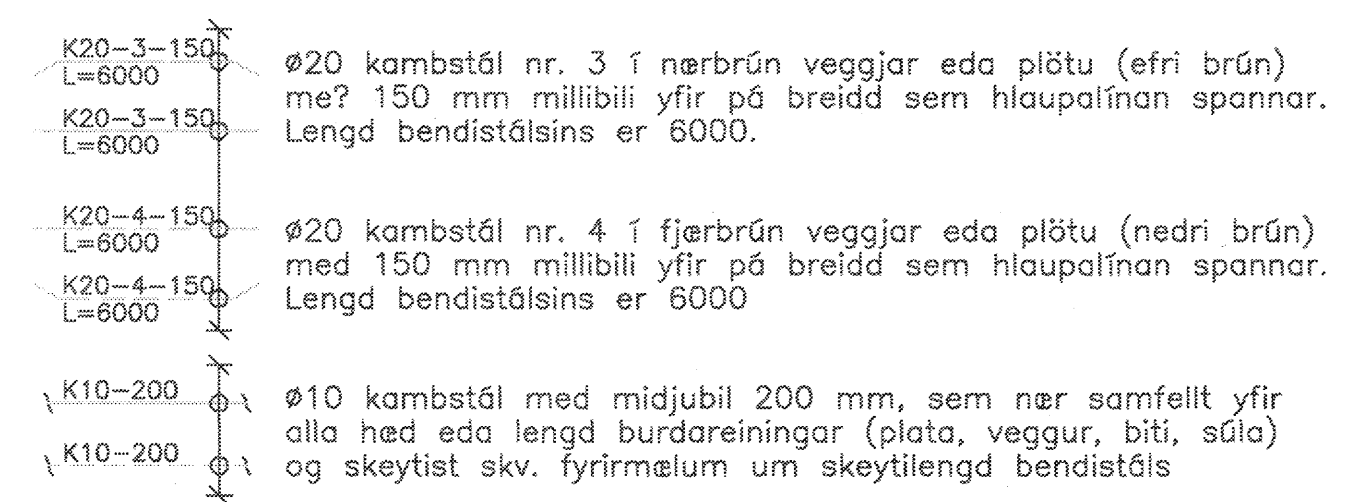 K20-3-150
L=6000
K20-3-150
L=6000
ø20 kambstál nr. 3 í nærbrún veggjar eda plötu (efri brún)
me? 150 mm millibili yfir pá breidd sem hlaupalínan spannar.
Lengd bendistálsins er 6000.
K20-4-150
L=6000
K20-4-150
L=6000
ø20 kambstál nr. 4 í fjærbrún veggjar eda plötu (nedri brún)
med 150 mm millibili yfir pá breidd sem hlaupalínan spannar.
Lengd bendistálsins er 6000
K10-200
K10-200
ø10 kambstál med midjubil 200 mm, sem nær samfellt yfir
alla hæd eda lengd burdareiningar (plata, veggur, biti, súla)
og skeytist skv. fyrirmælum um skeytilengd bendistáls